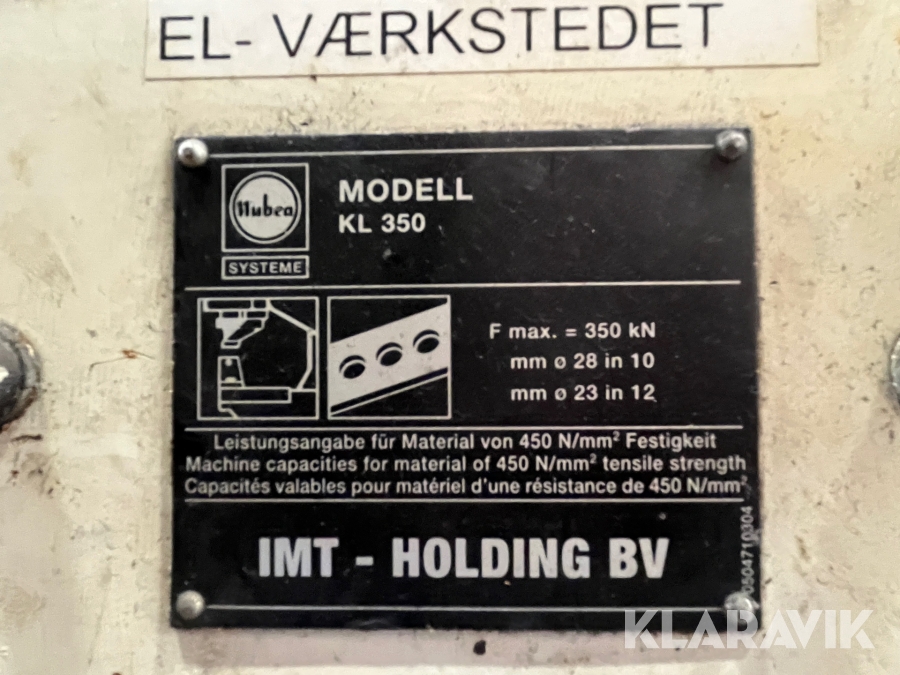 EL- VÆRKSTEDET
Nubea
SYSTEME
MODELL
KL 350
F max. = 350 kN
mm ø 28 in 10
mm ø 23 in 12
Leistungsangabe für Material von 450 N/mm² Festigkeit
Machine capacities for material of 450 N/mm² tensile strength
Capacités valables pour matériel d'une résistance de 450 N/mm²
IMT - HOLDING BV
0504710304
KLARAVIK